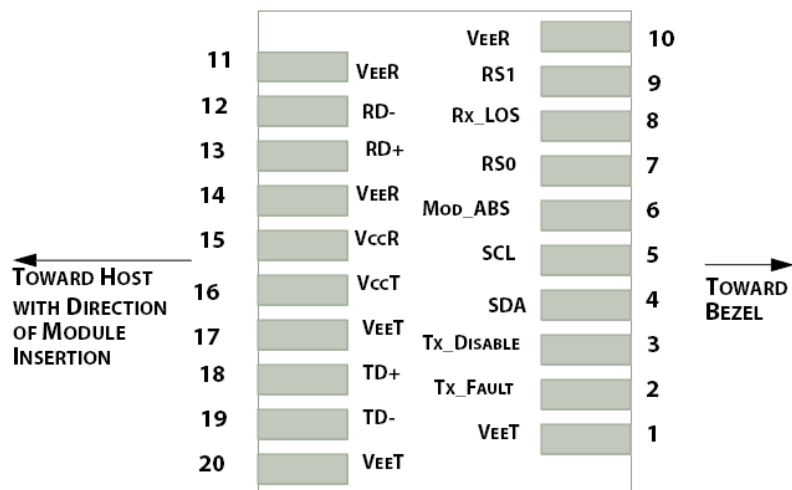 11 VEER
12 RD-
13 RD+
14 VEER
15 VCCR
16 VCCT
17 VEET
18 TD+
19 TD-
20 VEET
VEER 10
RS1 9
RX_LOS 8
RS0 7
MOD_ABS 6
SCL 5
SDA 4
TX_DISABLE 3
TX_FAULT 2
VEET 1
TOWARD HOST
WITH DIRECTION
OF MODULE
INSERTION
TOWARD
BEZEL